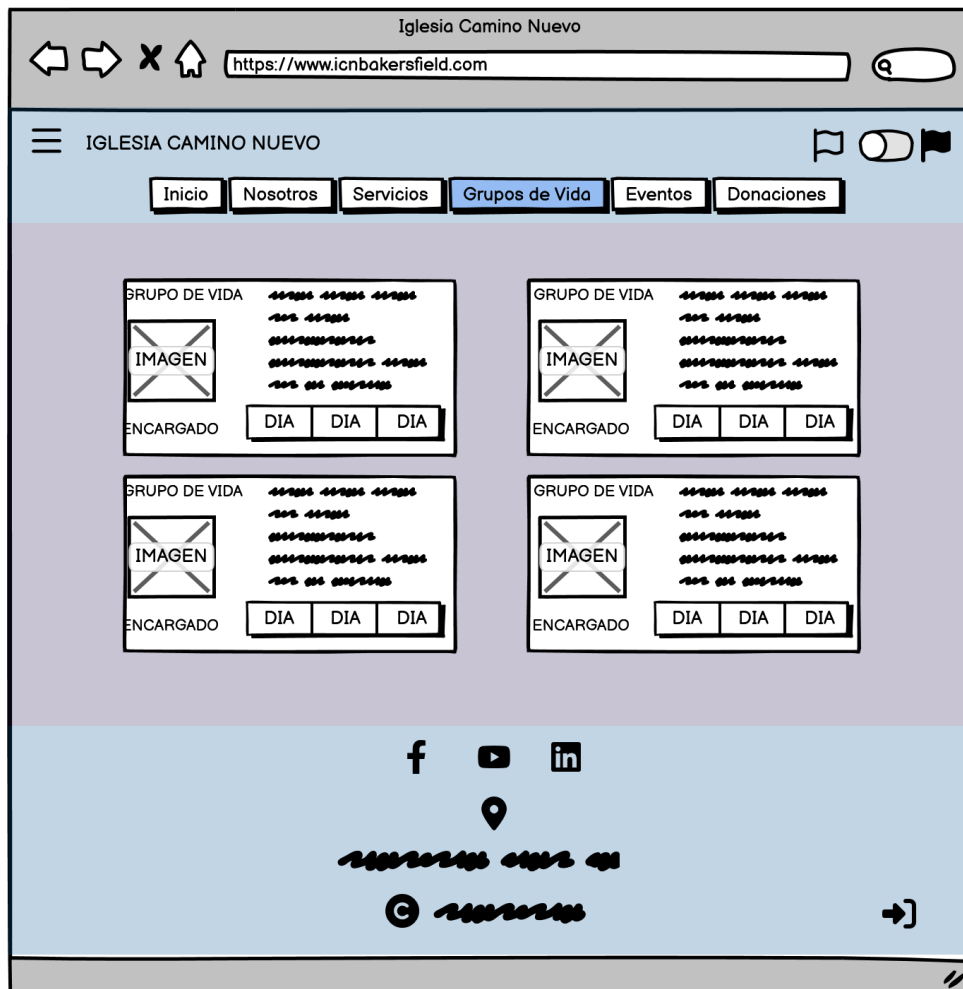 Iglesia Camino Nuevo
https://www.icnbakersfield.com
IGLESIA CAMINO NUEVO
Inicio Nosotros Servicios Grupos de Vida Eventos Donaciones
GRUPO DE VIDA
IMAGEN
ENCARGADO
DIA DIA DIA
GRUPO DE VIDA
IMAGEN
ENCARGADO
DIA DIA DIA
GRUPO DE VIDA
IMAGEN
ENCARGADO
DIA DIA DIA
GRUPO DE VIDA
IMAGEN
ENCARGADO
DIA DIA DIA